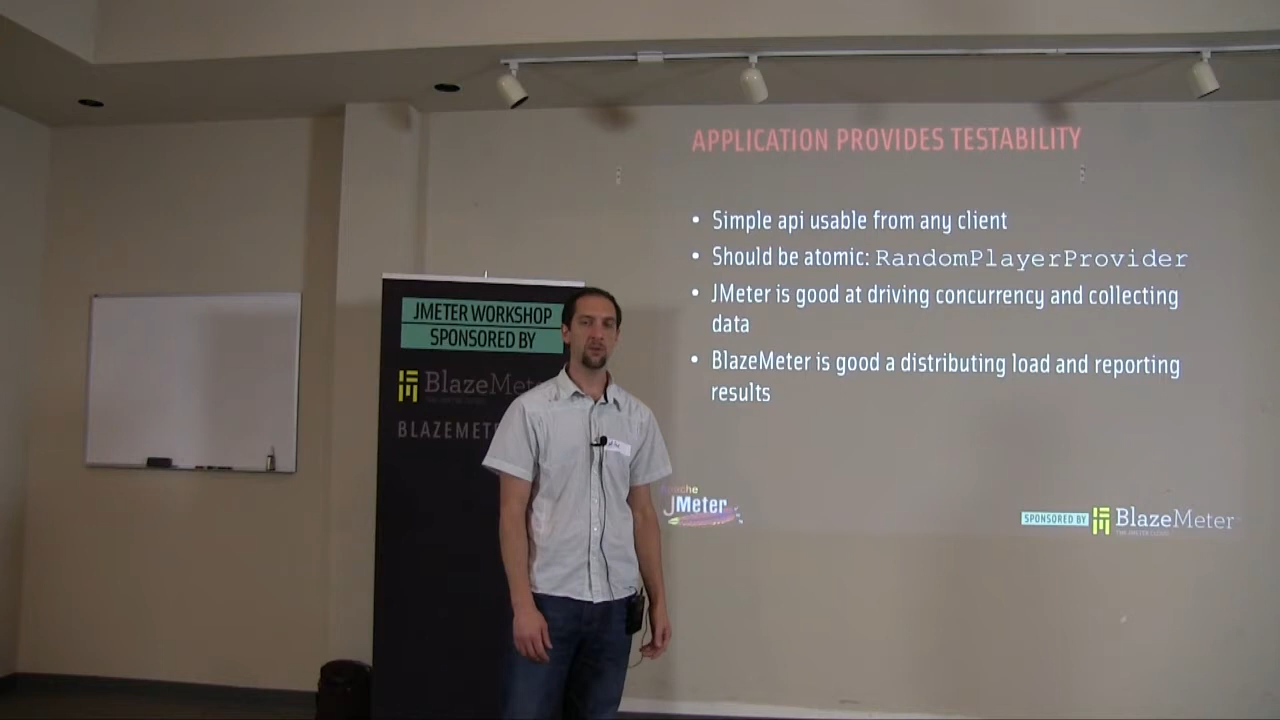 APPLICATION PROVIDES TESTABILITY
• Simple api usable from any client
• Should be atomic: RandomPlayerProvider
• JMeter is good at driving concurrency and collecting
data
• BlazeMeter is good a distributing load and reporting
results
JMETER WORKSHOP
SPONSORED BY
BlazeMet
BLAZEMET
Apache
JMeter
SPONSORED BY BlazeMeter